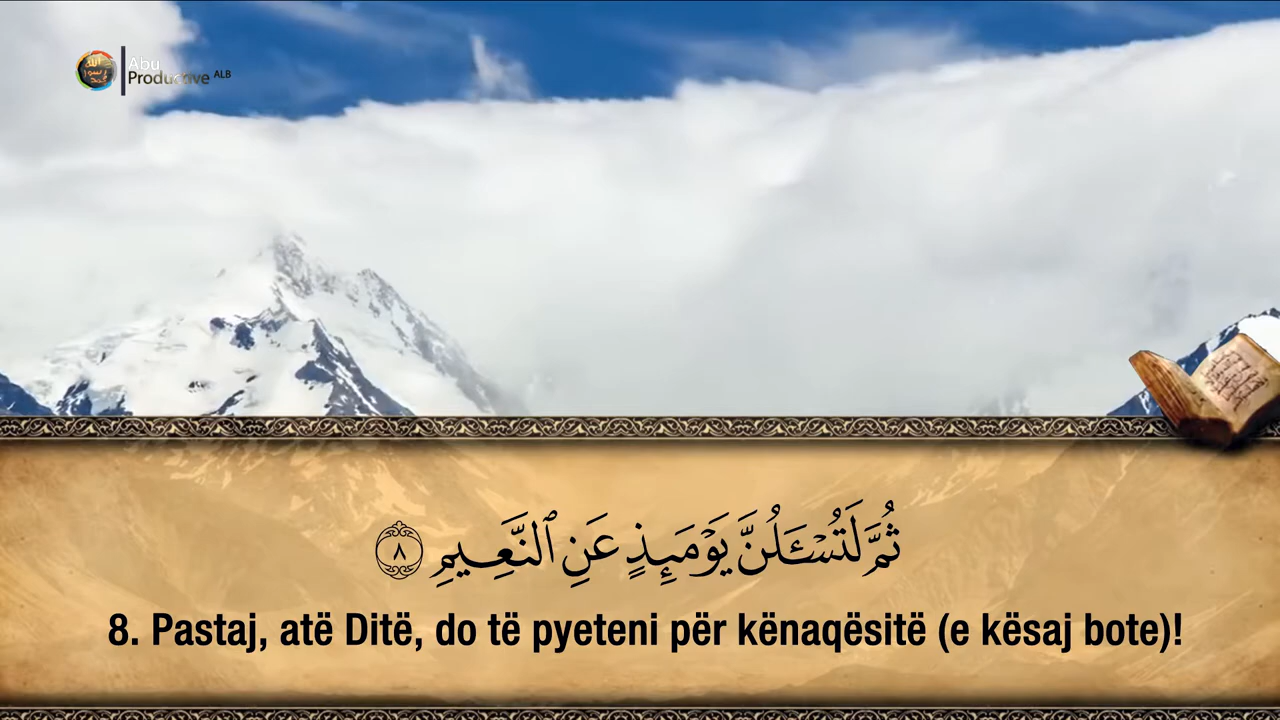 Abu
Productive ALB
ثُمَّ لَتُسْـَٔلُنَّ يَوْمَئِذٍ عَنِ ٱلنَّعِيمِ ٨
8. Pastaj, atë Ditë, do të pyeteni për kënaqësitë (e kësaj bote)!